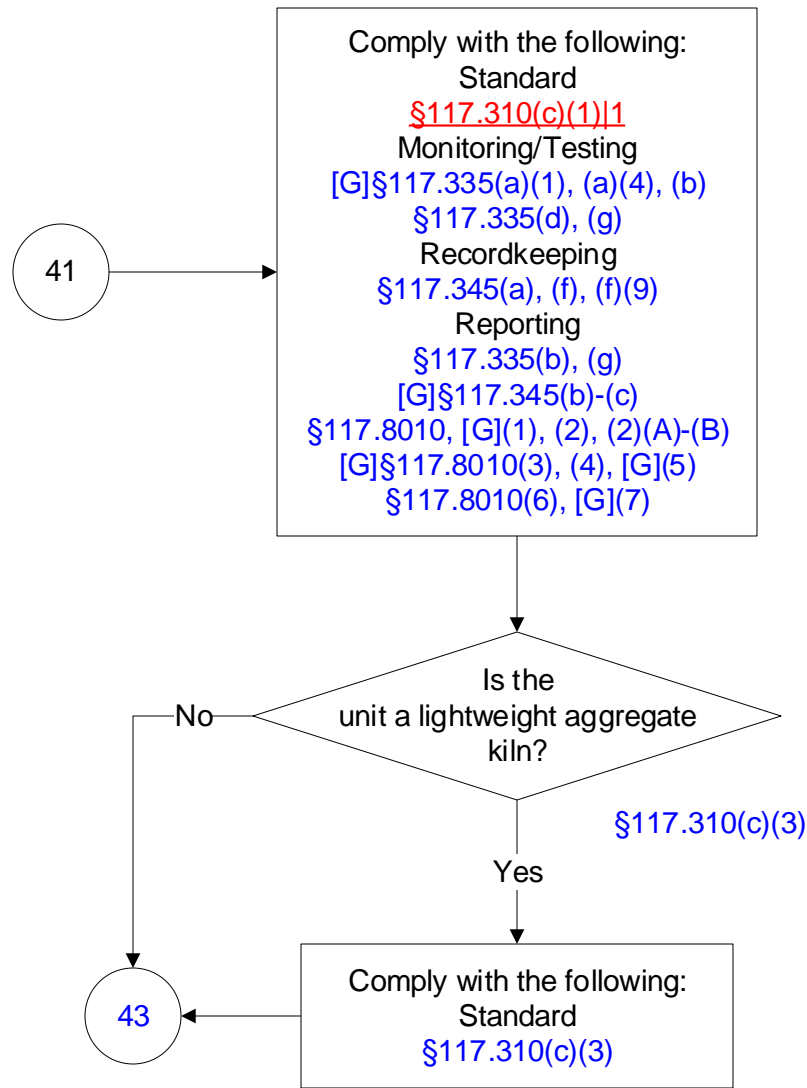 Comply with the following:
Standard
§117.310(c)(1)|1
Monitoring/Testing
[G]§117.335(a)(1), (a)(4), (b)
§117.335(d), (g)
Recordkeeping
§117.345(a), (f), (f)(9)
Reporting
§117.335(b), (g)
[G]§117.345(b)-(c)
§117.8010, [G](1), (2), (2)(A)-(B)
[G]§117.8010(3), (4), [G](5)
§117.8010(6), [G](7)
41
Is the
unit a lightweight aggregate
kiln?
No
§117.310(c)(3)
Yes
Comply with the following:
Standard
§117.310(c)(3)
43